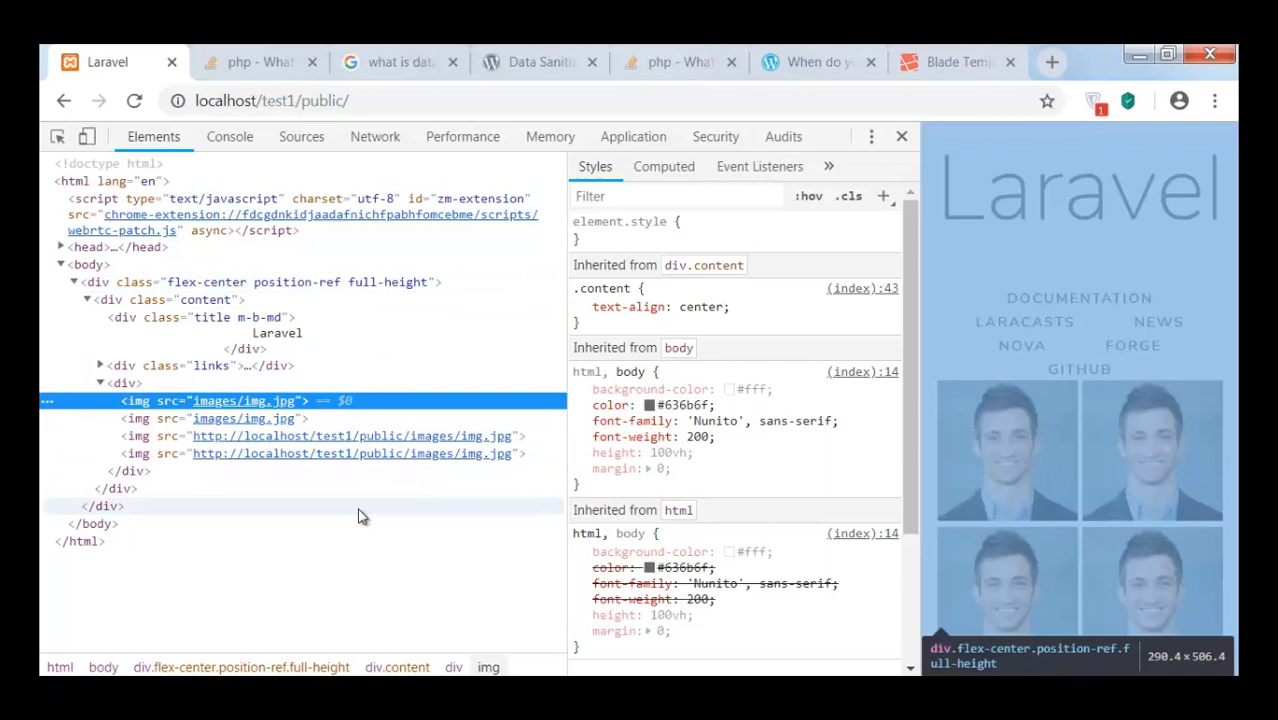 Laravel
php - What
what is data
Data Sanit
php - What
When do yo
Blade Temp
localhost/test1/public/
1
Elements
Console
Sources
Network
Performance
Memory
Application
Security
Audits
<!doctype html>
<html lang="en">
<script type="text/javascript" charset="utf-8" id="zm-extension"
src="chrome-extension://fdcgdnkidjaadafnichfpabhfomcebme/scripts/
webrtc-patch.js" async></script>
<head>…</head>
<body>
<div class="flex-center position-ref full-height">
<div class="content">
<div class="title m-b-md">
Laravel
</div>
<div class="links">…</div>
<div>
<img src="images/img.jpg"> == $0
<img src="images/img.jpg">
<img src="http://localhost/test1/public/images/img.jpg">
<img src="http://localhost/test1/public/images/img.jpg">
</div>
</div>
</div>
</body>
</html>
html
body
div.flex-center.position-ref.full-height
div.content
div
img
Styles
Computed
Event Listeners
»
Filter
:hov
.cls
+
element.style {
}
Inherited from div.content
.content {
(index):43
text-align: center;
}
Inherited from body
html, body {
(index):14
background-color: #fff;
color: #636b6f;
font-family: 'Nunito', sans-serif;
font-weight: 200;
height: 100vh;
margin: 0;
}
Inherited from html
html, body {
(index):14
background-color: #fff;
color: #636b6f;
font-family: 'Nunito', sans-serif;
font-weight: 200;
height: 100vh;
margin: 0;
}
Laravel
DOCUMENTATION
LARACASTS
NEWS
NOVA
FORGE
GITHUB
div.flex-center.position-ref.f
ull-height
290.4×506.4